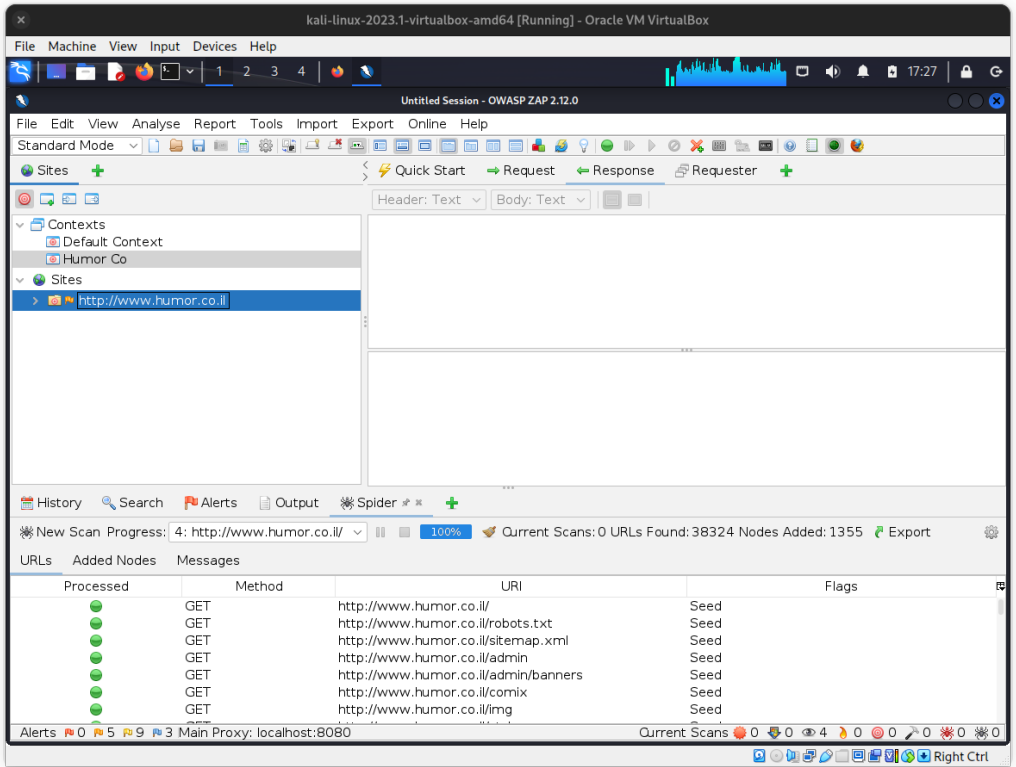 kali-linux-2023.1-virtualbox-amd64 [Running] - Oracle VM VirtualBox
File Machine View Input Devices Help
1 2 3 4 17:27
Untitled Session - OWASP ZAP 2.12.0
File Edit View Analyse Report Tools Import Export Online Help
Standard Mode
Sites
Quick Start Request Response Requester
Header: Text Body: Text
Contexts
Default Context
Humor Co
Sites
http://www.humor.co.il
History Search Alerts Output Spider
New Scan Progress: 4: http://www.humor.co.il/ 100% Current Scans: 0 URLs Found: 38324 Nodes Added: 1355 Export
URLs Added Nodes Messages
Processed Method URI Flags
GET http://www.humor.co.il/ Seed
GET http://www.humor.co.il/robots.txt Seed
GET http://www.humor.co.il/sitemap.xml Seed
GET http://www.humor.co.il/admin Seed
GET http://www.humor.co.il/admin/banners Seed
GET http://www.humor.co.il/comix Seed
GET http://www.humor.co.il/img Seed
Alerts 0 5 9 3 Main Proxy: localhost:8080 Current Scans 0 0 4 0 0 0 0 0
Right Ctrl